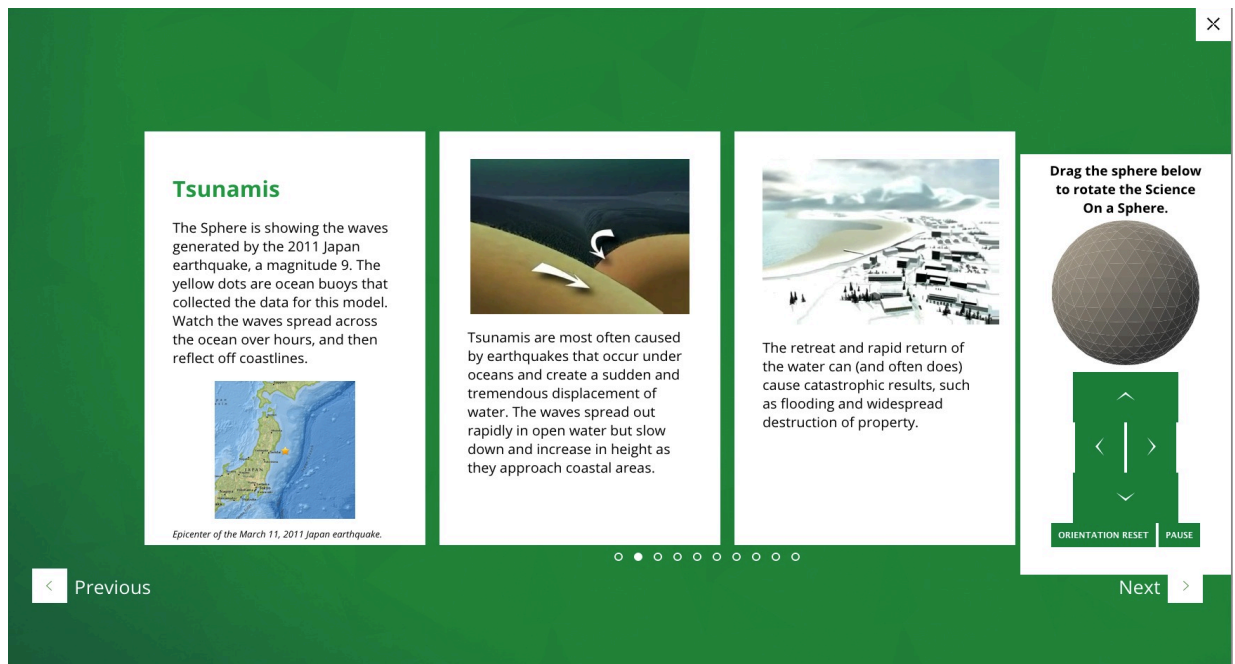 Tsunamis
The Sphere is showing the waves
generated by the 2011 Japan
earthquake, a magnitude 9. The
yellow dots are ocean buoys that
collected the data for this model.
Watch the waves spread across
the ocean over hours, and then
reflect off coastlines.
JAPAN
Epicenter of the March 11, 2011 Japan earthquake.
Tsunamis are most often caused
by earthquakes that occur under
oceans and create a sudden and
tremendous displacement of
water. The waves spread out
rapidly in open water but slow
down and increase in height as
they approach coastal areas.
The retreat and rapid return of
the water can (and often does)
cause catastrophic results, such
as flooding and widespread
destruction of property.
Drag the sphere below
to rotate the Science
On a Sphere.
ORIENTATION RESET
PAUSE
Previous
Next